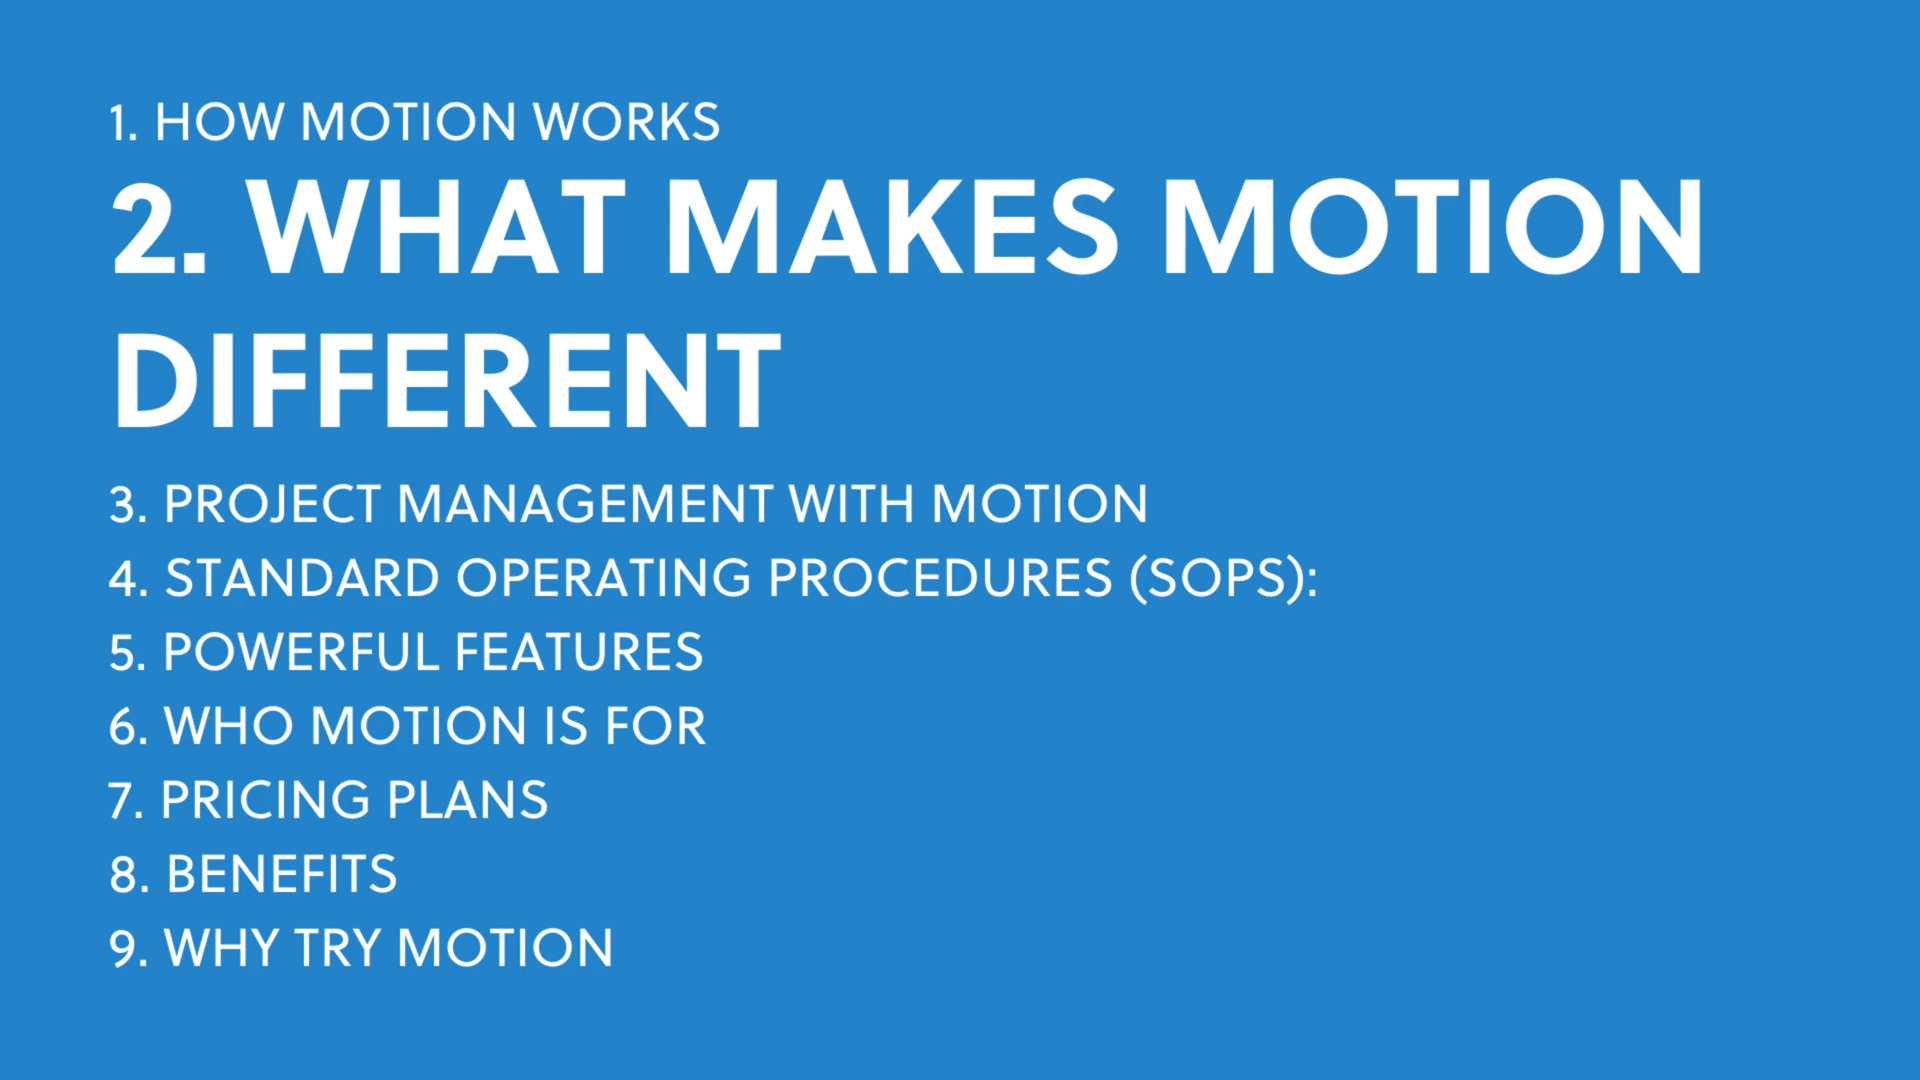 1. HOW MOTION WORKS
2. WHAT MAKES MOTION
DIFFERENT
3. PROJECT MANAGEMENT WITH MOTION
4. STANDARD OPERATING PROCEDURES (SOPS):
5. POWERFUL FEATURES
6. WHO MOTION IS FOR
7. PRICING PLANS
8. BENEFITS
9. WHY TRY MOTION